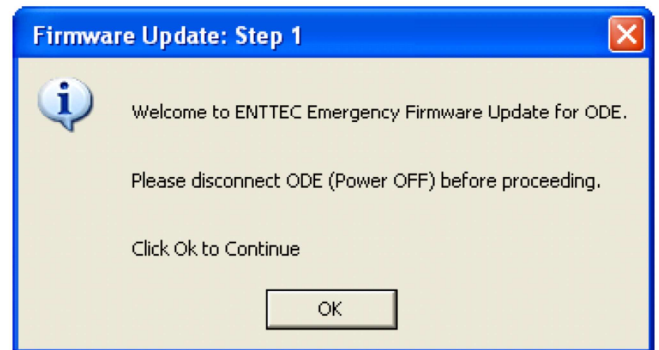 Firmware Update: Step 1
Welcome to ENTTEC Emergency Firmware Update for ODE.
Please disconnect ODE (Power OFF) before proceeding.
Click Ok to Continue
OK